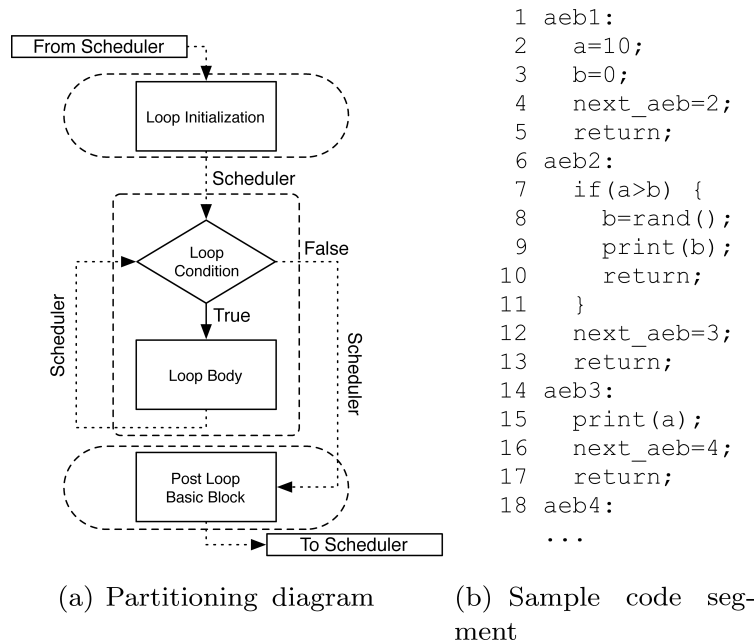 From Scheduler
Loop Initialization
Scheduler
Loop
Condition
False
True
Scheduler
Scheduler
Loop Body
Post Loop
Basic Block
To Scheduler
(a) Partitioning diagram
1 aeb1:
2 a=10;
3 b=0;
4 next_aeb=2;
5 return;
6 aeb2:
7 if(a>b) {
8 b=rand();
9 print(b);
10 return;
11 }
12 next_aeb=3;
13 return;
14 aeb3:
15 print(a);
16 next_aeb=4;
17 return;
18 aeb4:
...
(b) Sample code seg-
ment